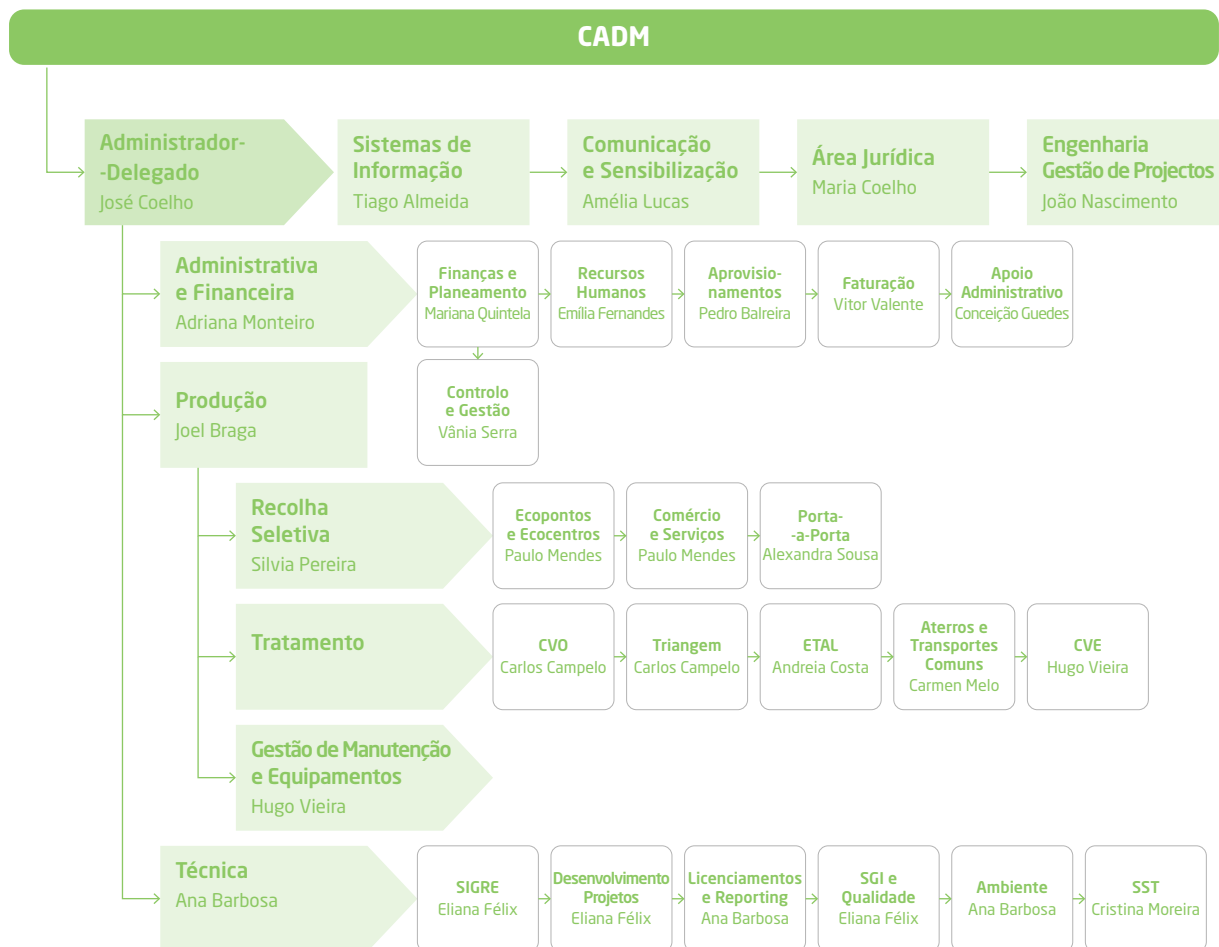 CADM
Administrador-
-Delegado
José Coelho
Sistemas de
Informação
Tiago Almeida
Comunicação
e Sensibilização
Amélia Lucas
Área Jurídica
Maria Coelho
Engenharia
Gestão de Projectos
João Nascimento
Administrativa
e Financeira
Adriana Monteiro
Finanças e
Planeamento
Mariana Quintela
Recursos
Humanos
Emília Fernandes
Aprovisio-
namentos
Pedro Balreira
Faturação
Vitor Valente
Apoio
Administrativo
Conceição Guedes
Controlo
e Gestão
Vânia Serra
Produção
Joel Braga
Recolha
Seletiva
Silvia Pereira
Ecopontos
e Ecocentros
Paulo Mendes
Comércio
e Serviços
Paulo Mendes
Porta-
-a-Porta
Alexandra Sousa
Tratamento
CVO
Carlos Campelo
Triangem
Carlos Campelo
ETAL
Andreia Costa
Aterros e
Transportes
Comuns
Carmen Melo
CVE
Hugo Vieira
Gestão de Manutenção
e Equipamentos
Hugo Vieira
Técnica
Ana Barbosa
SIGRE
Eliana Félix
Desenvolvimento
Projetos
Eliana Félix
Licenciamentos
e Reporting
Ana Barbosa
SGI e
Qualidade
Eliana Félix
Ambiente
Ana Barbosa
SST
Cristina Moreira